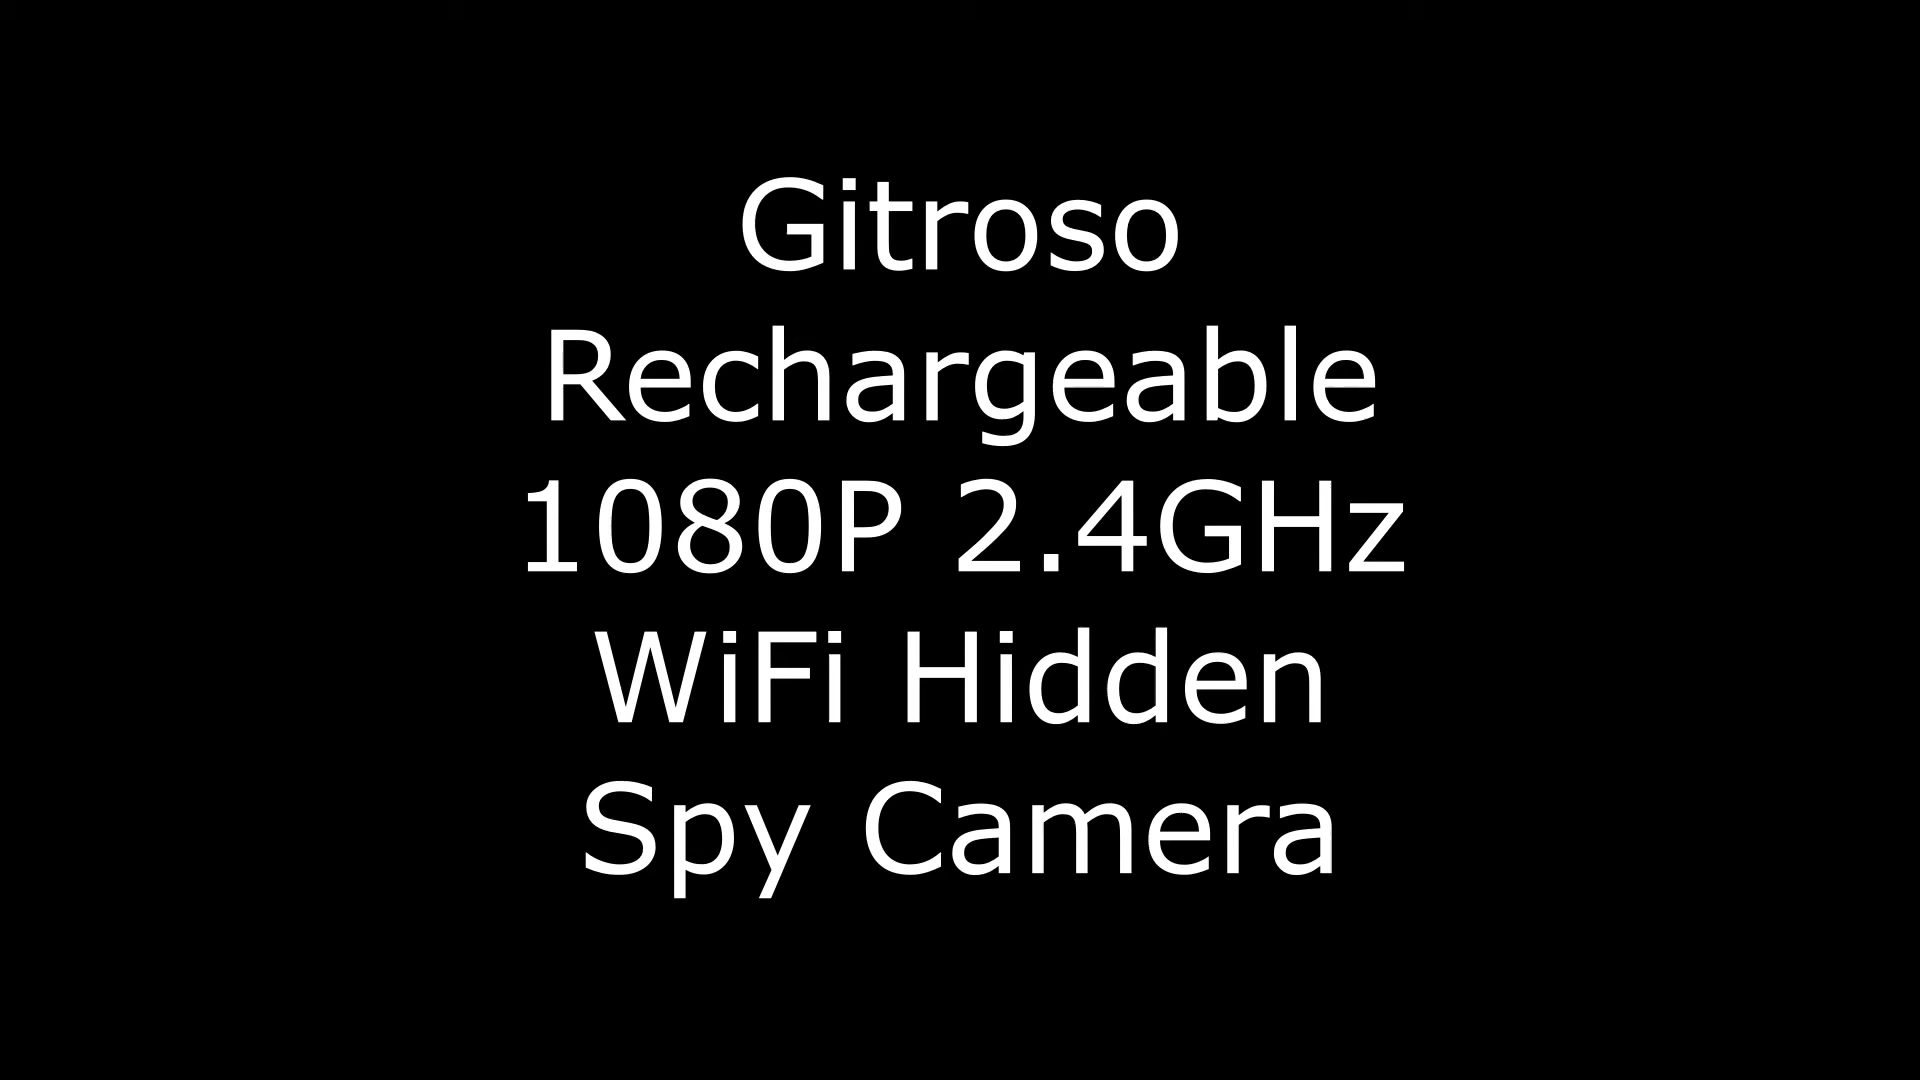 Gitroso
Rechargeable
1080P 2.4GHz
WiFi Hidden
Spy Camera